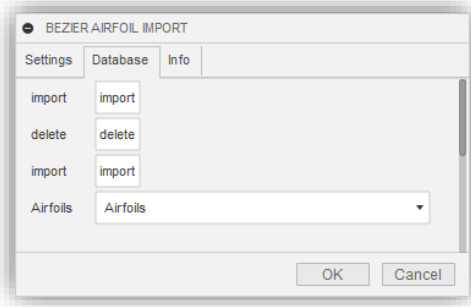 BEZIER AIRFOIL IMPORT
Settings Database Info
import import
delete delete
import import
Airfoils Airfoils
OK Cancel